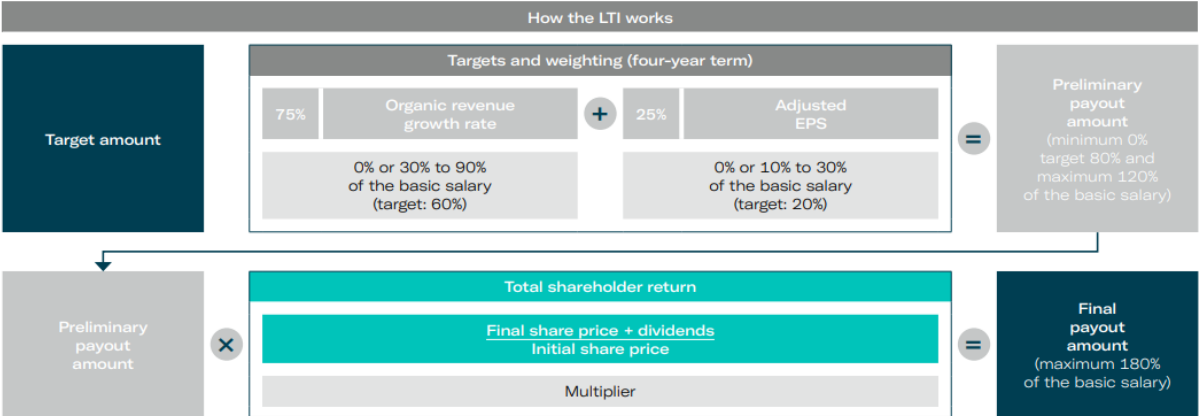 How the LTI works
Target amount
Targets and weighting (four-year term)
75%
Organic revenue
growth rate
+
25%
Adjusted
EPS
0% or 30% to 90%
of the basic salary
(target: 60%)
0% or 10% to 30%
of the basic salary
(target: 20%)
=
Preliminary
payout
amount
(minimum 0%
target 80% and
maximum 120%
of the basic salary)
Preliminary
payout
amount
×
Total shareholder return
Final share price + dividends
Initial share price
Multiplier
=
Final
payout
amount
(maximum 180%
of the basic salary)